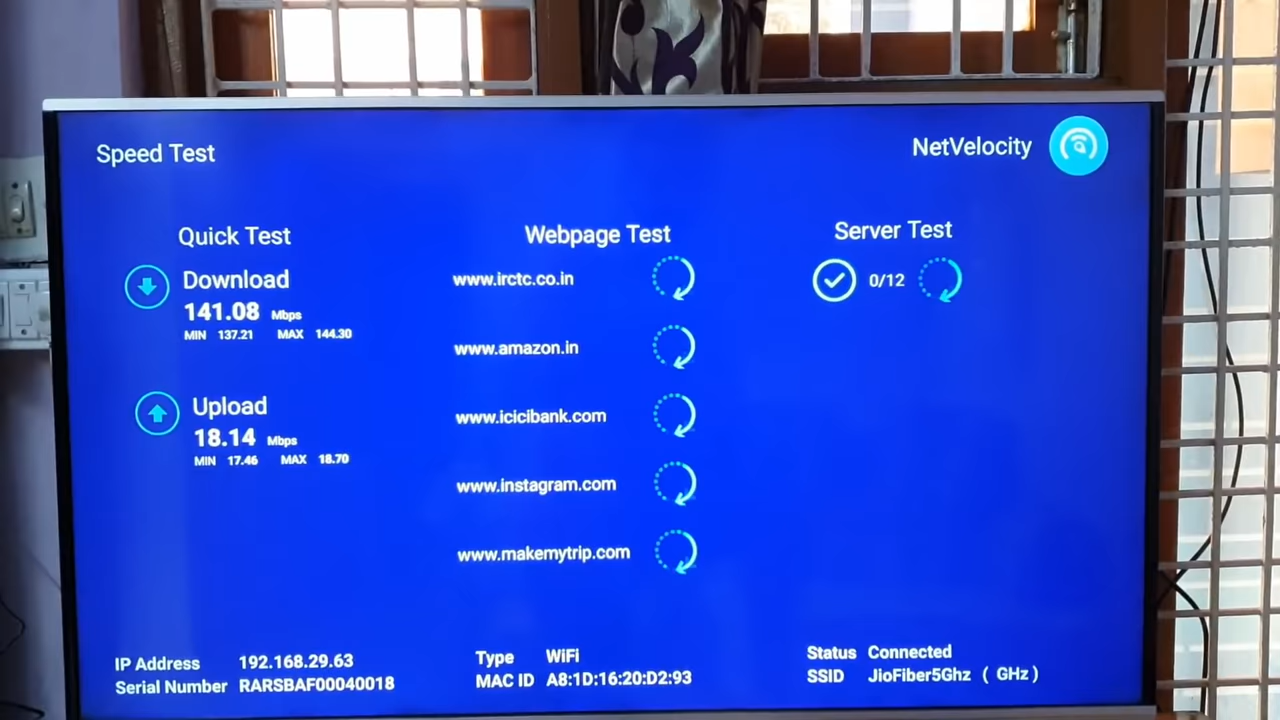 Speed Test
NetVelocity
Quick Test
Download
141.08 Mbps
MIN 137.21 MAX 144.30
Upload
18.14 Mbps
MIN 17.46 MAX 18.70
Webpage Test
www.irctc.co.in
www.amazon.in
www.icicibank.com
www.instagram.com
www.makemytrip.com
Server Test
0/12
IP Address 192.168.29.63
Serial Number RARSBAF00040018
Type WiFi
MAC ID A8:1D:16:20:D2:93
Status Connected
SSID JioFiber5Ghz ( GHz )